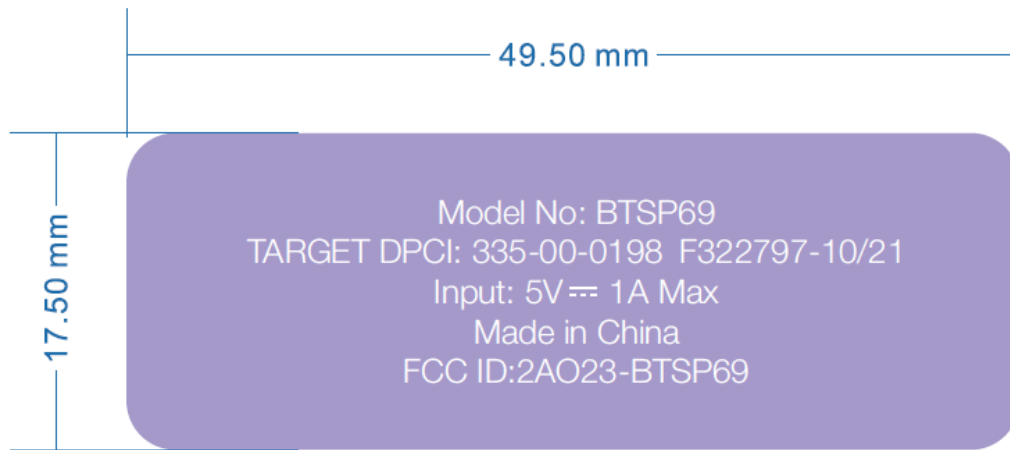 49.50 mm
17.50 mm
Model No: BTSP69
TARGET DPCI: 335-00-0198 F322797-10/21
Input: 5V ⎓ 1A Max
Made in China
FCC ID:2AO23-BTSP69